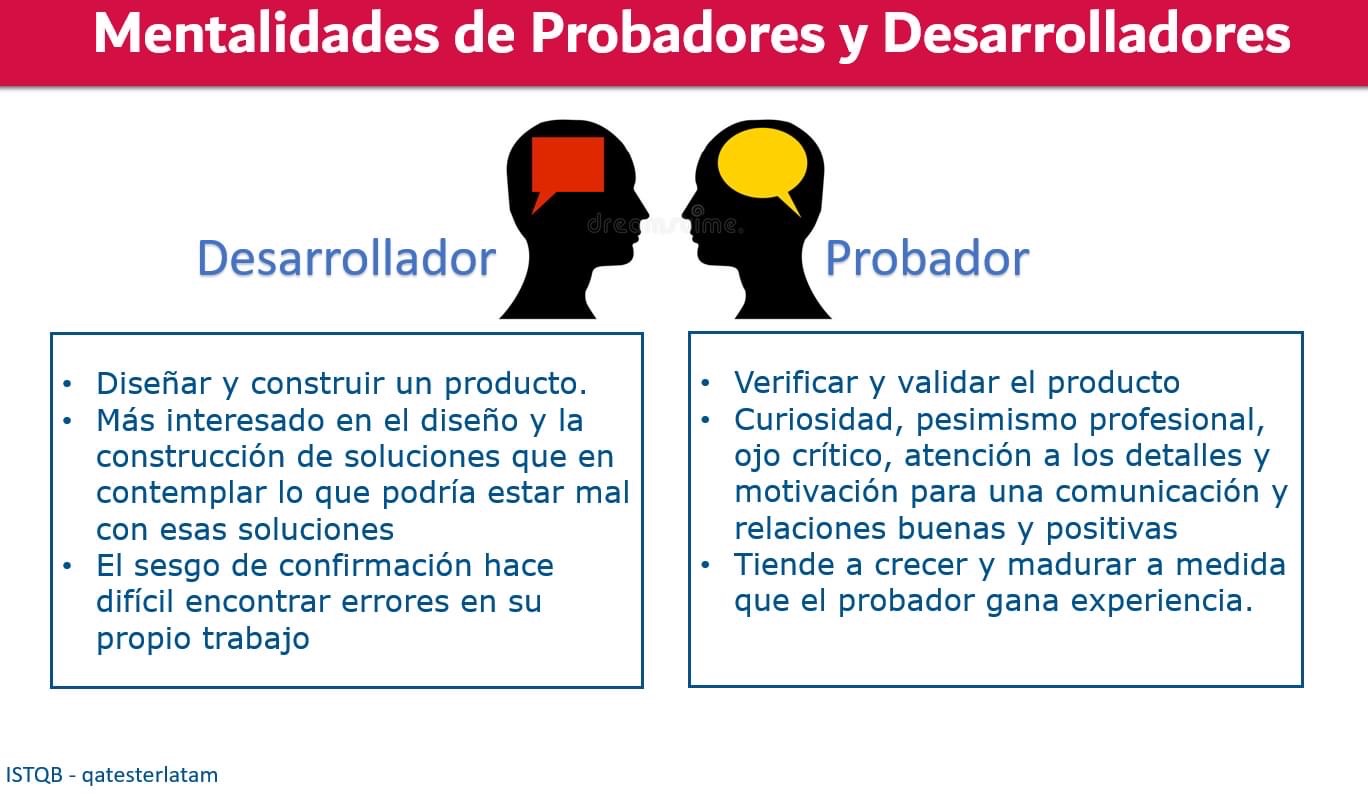 Mentalidades de Probadores y Desarrolladores
dreamstime.
Desarrollador
Probador
• Diseñar y construir un producto.
• Más interesado en el diseño y la
construcción de soluciones que en
contemplar lo que podría estar mal
con esas soluciones
• El sesgo de confirmación hace
difícil encontrar errores en su
propio trabajo
• Verificar y validar el producto
• Curiosidad, pesimismo profesional,
ojo crítico, atención a los detalles y
motivación para una comunicación y
relaciones buenas y positivas
• Tiende a crecer y madurar a medida
que el probador gana experiencia.
ISTQB - qatesterlatam